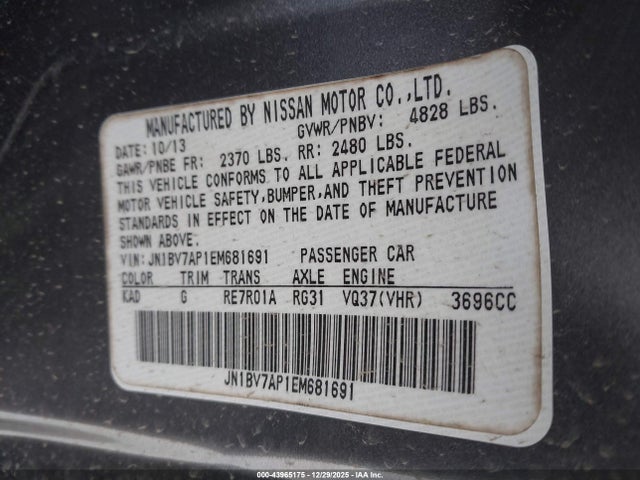 MANUFACTURED BY NISSAN MOTOR CO.,LTD.
DATE: 10/13 GVWR/PNBV: 4828 LBS.
GAWR/PNBE FR: 2370 LBS. RR: 2480 LBS.
THIS VEHICLE CONFORMS TO ALL APPLICABLE FEDERAL
MOTOR VEHICLE SAFETY,BUMPER,AND THEFT PREVENTION
STANDARDS IN EFFECT ON THE DATE OF MANUFACTURE
SHOWN ABOVE.
VIN: JN1BV7AP1EM681691 PASSENGER CAR
COLOR TRIM TRANS AXLE ENGINE
KAD G RE7R01A RG31 VQ37(VHR) 3696CC
JN1BV7AP1EM681691
000-43965175 - 12/29/2025 - IAA Inc.